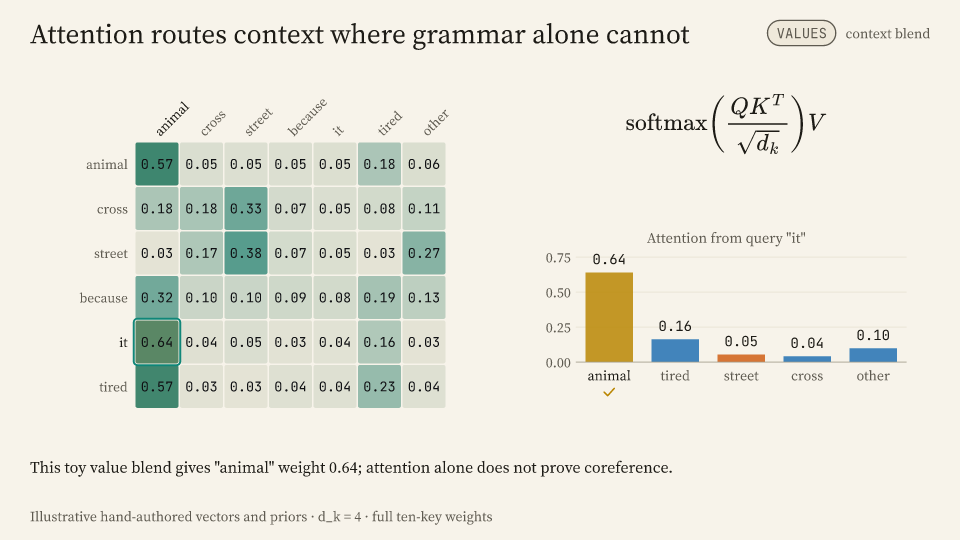 Attention routes context where grammar alone cannot
VALUES context blend
animal cross street because it tired other
animal 0.57 0.05 0.05 0.05 0.05 0.18 0.06
cross 0.18 0.18 0.33 0.07 0.05 0.08 0.11
street 0.03 0.17 0.38 0.07 0.05 0.03 0.27
because 0.32 0.10 0.10 0.09 0.08 0.19 0.13
it 0.64 0.04 0.05 0.03 0.04 0.16 0.03
tired 0.57 0.03 0.03 0.04 0.04 0.23 0.04
softmax(QK^T / √d_k)V
Attention from query "it"
0.75
0.50
0.25
0.00
0.64 0.16 0.05 0.04 0.10
animal tired street cross other
This toy value blend gives "animal" weight 0.64; attention alone does not prove coreference.
Illustrative hand-authored vectors and priors · d_k = 4 · full ten-key weights